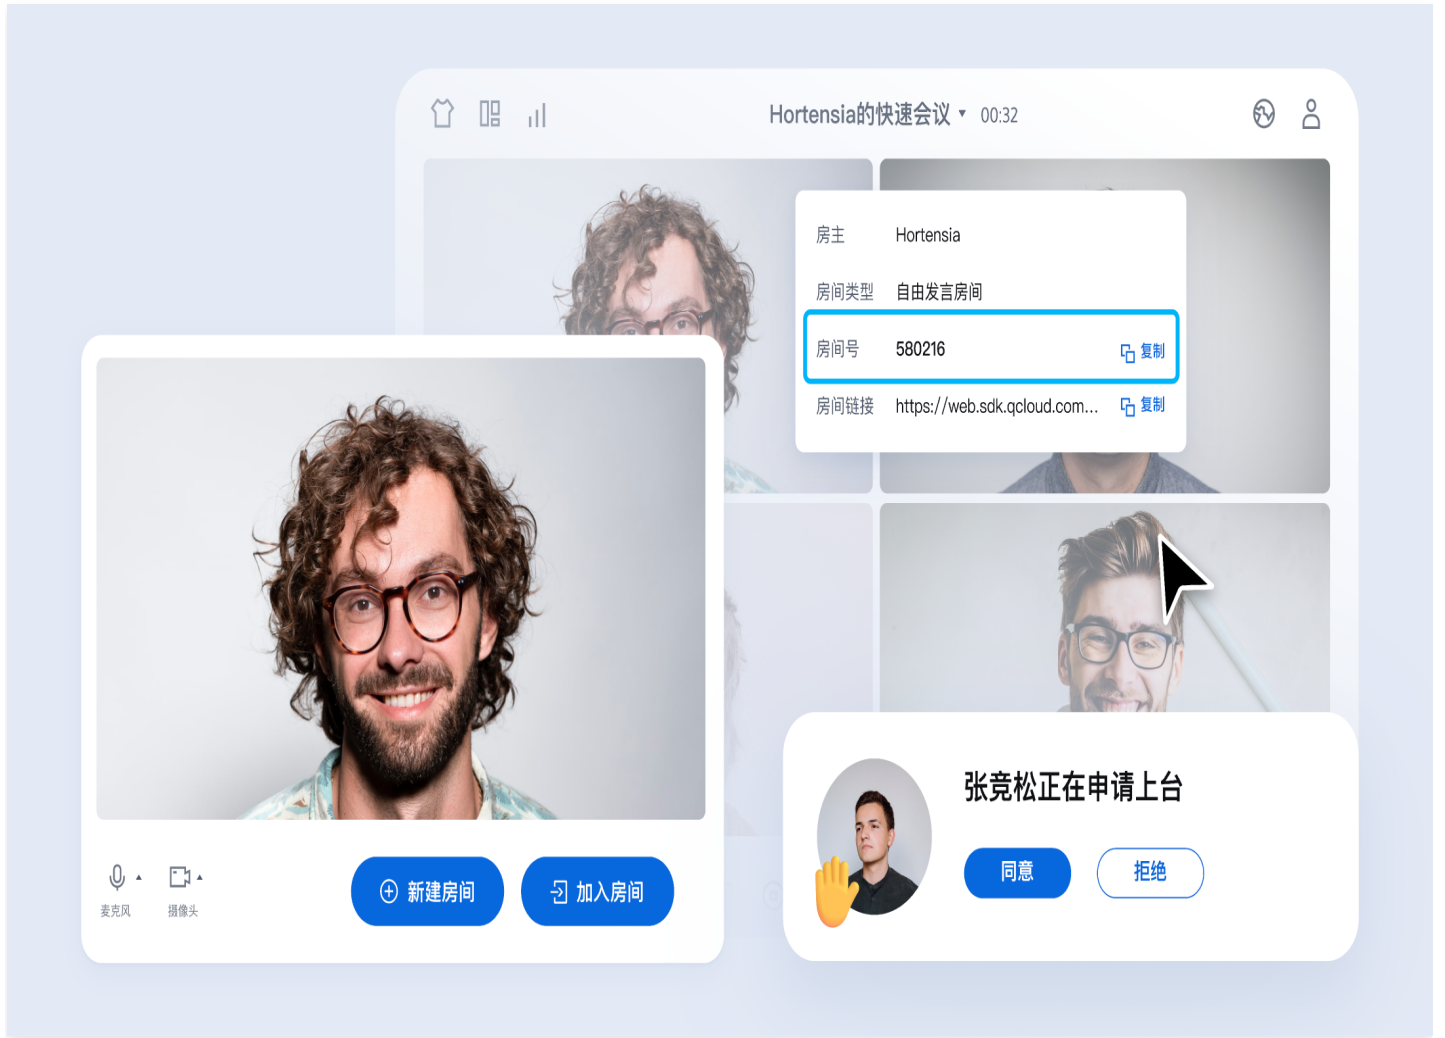 Hortensia的快速会议 00:32
房主 Hortensia
房间类型 自由发言房间
房间号 580216 复制
房间链接 https://web.sdk.qcloud.com... 复制
麦克风
摄像头
新建房间
加入房间
张竞松正在申请上台
同意
拒绝